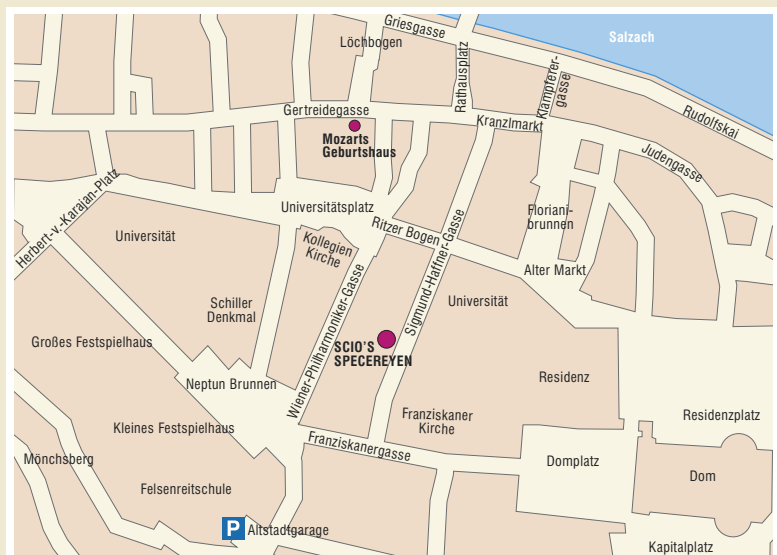 Griesgasse
Löchbogen
Salzach
Rathausplatz
Klampferer-
gasse
Rudolfskai
Gertreidegasse
Kranzlmarkt
Mozarts
Geburtshaus
Judengasse
Herbert-v.-Karajan-Platz
Universitätsplatz
Ritzer Bogen
Floriani-
brunnen
Universität
Kollegien
Kirche
Sigmund-Haffner-Gasse
Alter Markt
Schiller
Denkmal
Universität
Wiener-Philharmoniker-Gasse
Großes Festspielhaus
SCIO'S
SPECEREYEN
Neptun Brunnen
Residenz
Residenzplatz
Franziskaner
Kirche
Kleines Festspielhaus
Franziskanergasse
Mönchsberg
Domplatz
Dom
Felsenreitschule
P Altstadtgarage
Kapitalplatz